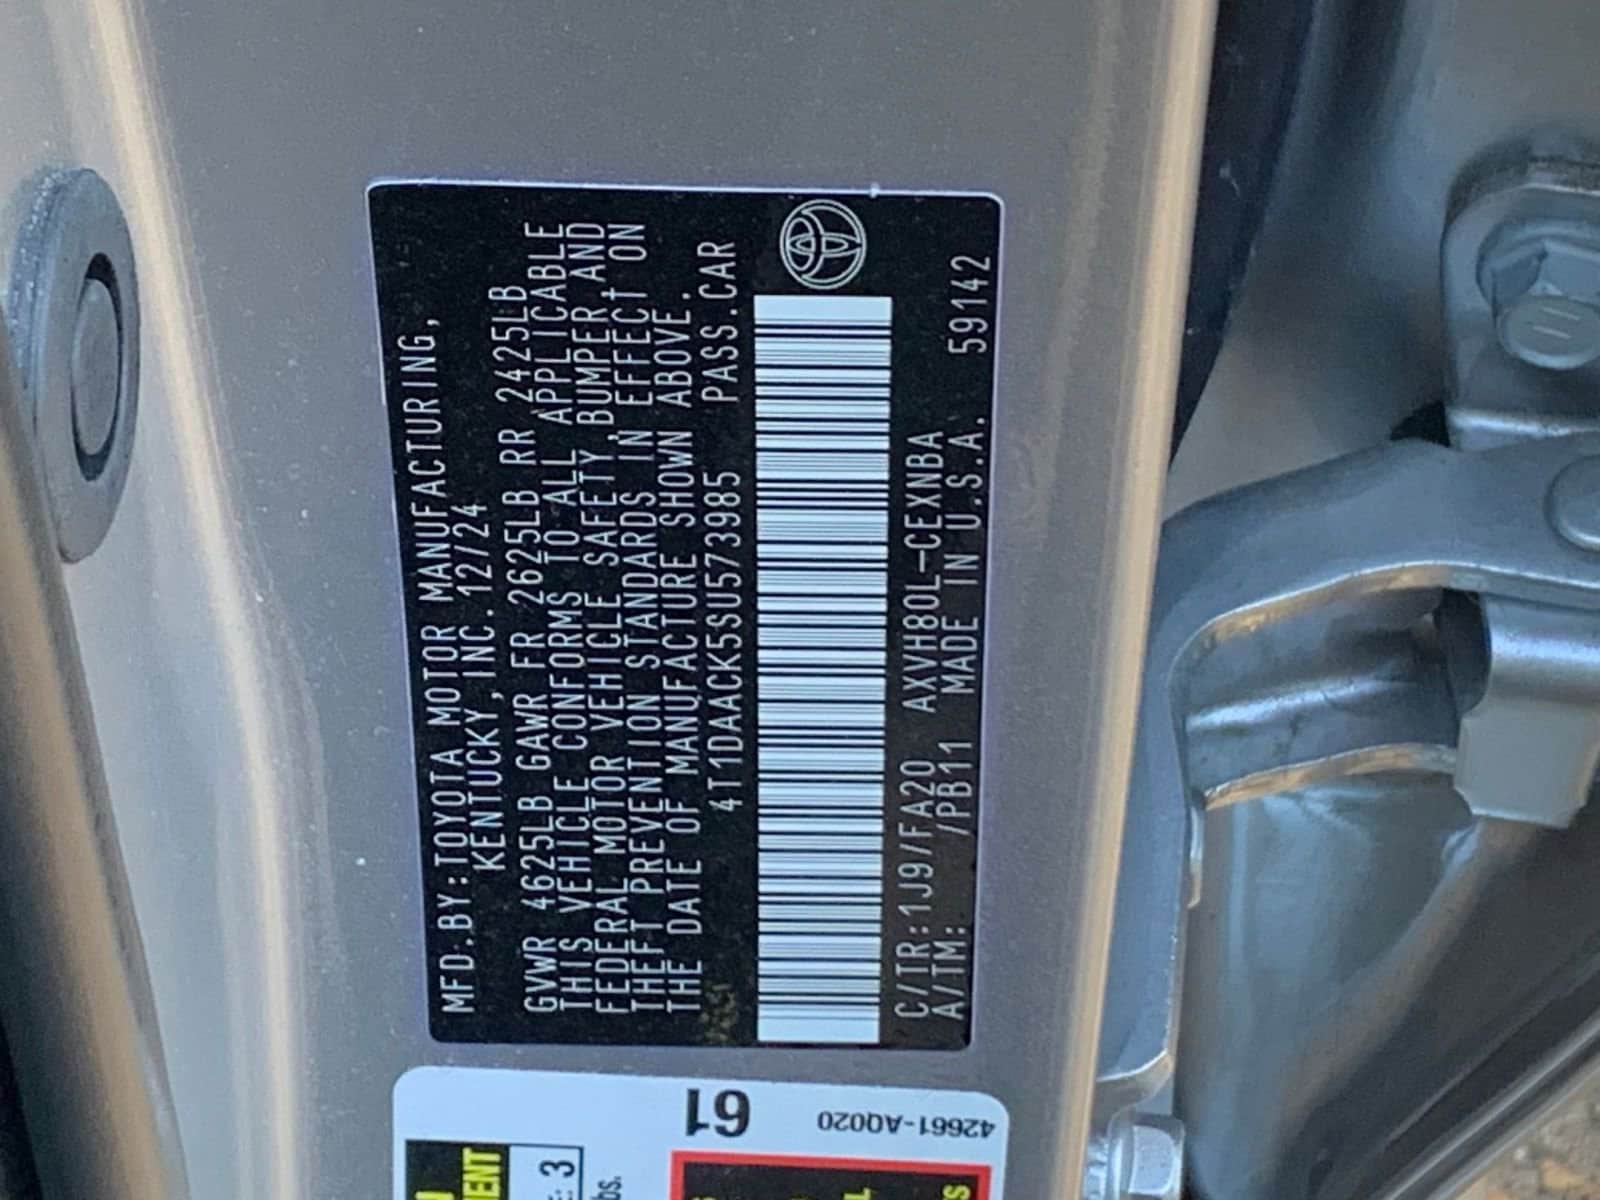 MFD.BY:TOYOTA MOTOR MANUFACTURING,
KENTUCKY,INC. 12/24
GVWR 4625LB GAWR FR 2625LB RR 2425LB
THIS VEHICLE CONFORMS TO ALL APPLICABLE
FEDERAL MOTOR VEHICLE SAFETY,BUMPER AND
THEFT PREVENTION STANDARDS IN EFFECT ON
THE DATE OF MANUFACTURE SHOWN ABOVE.
4T1DAACK5SU573985 PASS.CAR
C/TR:1J9/FA20 AXVH80L-CEXNBA 59142
A/TM: /PB11 MADE IN U.S.A.
61
42661-AQ020
3